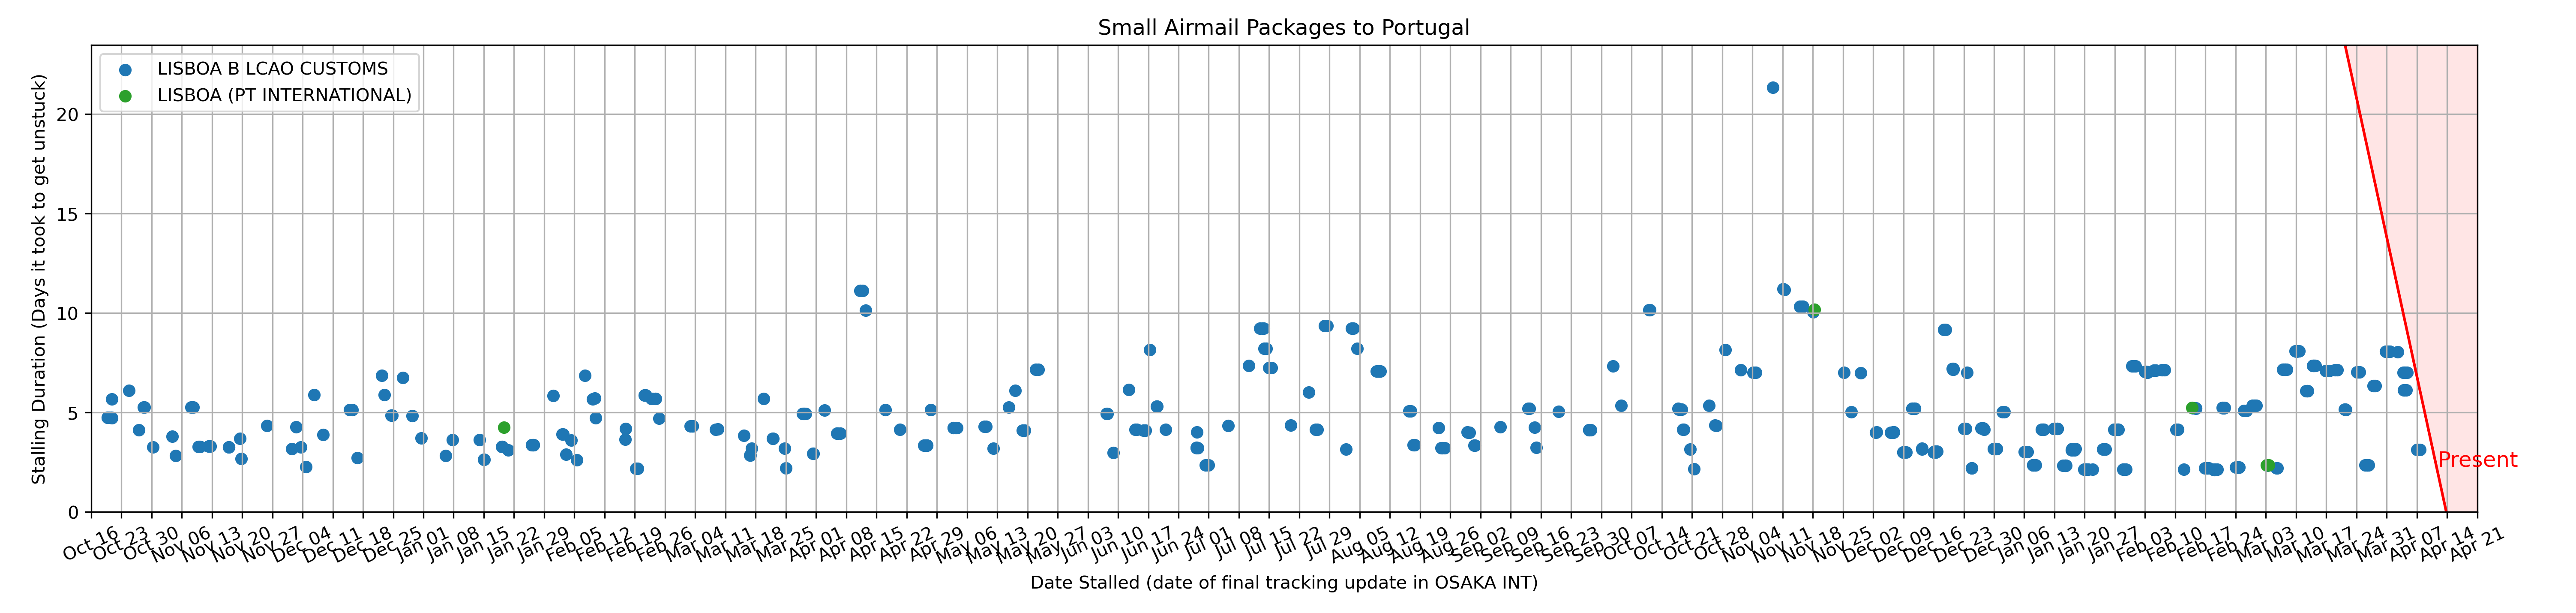 Small Airmail Packages to Portugal
LISBOA B LCAO CUSTOMS
LISBOA (PT INTERNATIONAL)
Stalling Duration (Days it took to get unstuck)
20
15
10
5
0
Present
Oct 16
Oct 23
Oct 30
Nov 06
Nov 13
Nov 20
Nov 27
Dec 04
Dec 11
Dec 18
Dec 25
Jan 01
Jan 08
Jan 15
Jan 22
Jan 29
Feb 05
Feb 12
Feb 19
Feb 26
Mar 04
Mar 11
Mar 18
Mar 25
Apr 01
Apr 08
Apr 15
Apr 22
Apr 29
May 06
May 13
May 20
May 27
Jun 03
Jun 10
Jun 17
Jun 24
Jul 01
Jul 08
Jul 15
Jul 22
Jul 29
Aug 05
Aug 12
Aug 19
Aug 26
Sep 02
Sep 09
Sep 16
Sep 23
Sep 30
Oct 07
Oct 14
Oct 21
Oct 28
Nov 04
Nov 11
Nov 18
Nov 25
Dec 02
Dec 09
Dec 16
Dec 23
Dec 30
Jan 06
Jan 13
Jan 20
Jan 27
Feb 03
Feb 10
Feb 17
Feb 24
Mar 03
Mar 10
Mar 17
Mar 24
Mar 31
Apr 07
Apr 14
Apr 21
Date Stalled (date of final tracking update in OSAKA INT)